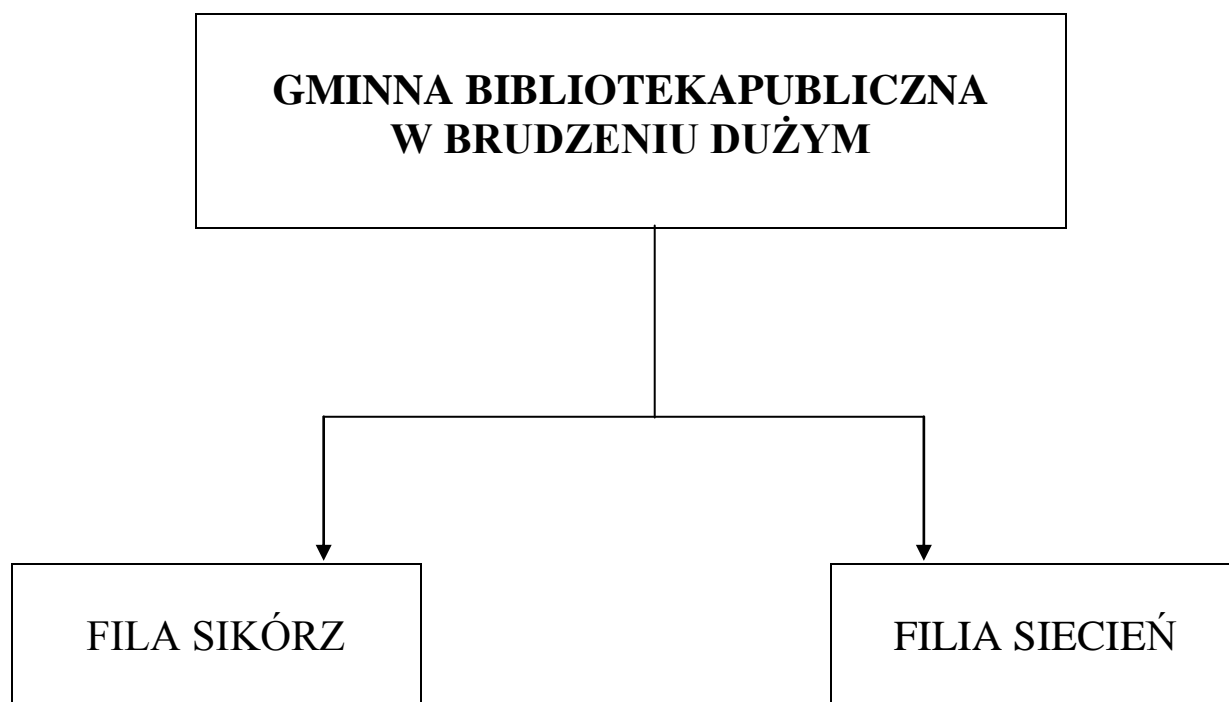 GMINNA BIBLIOTEKAPUBLICZNA
W BRUDZENIU DUŻYM
FILA SIKÓRZ
FILIA SIECIEŃ